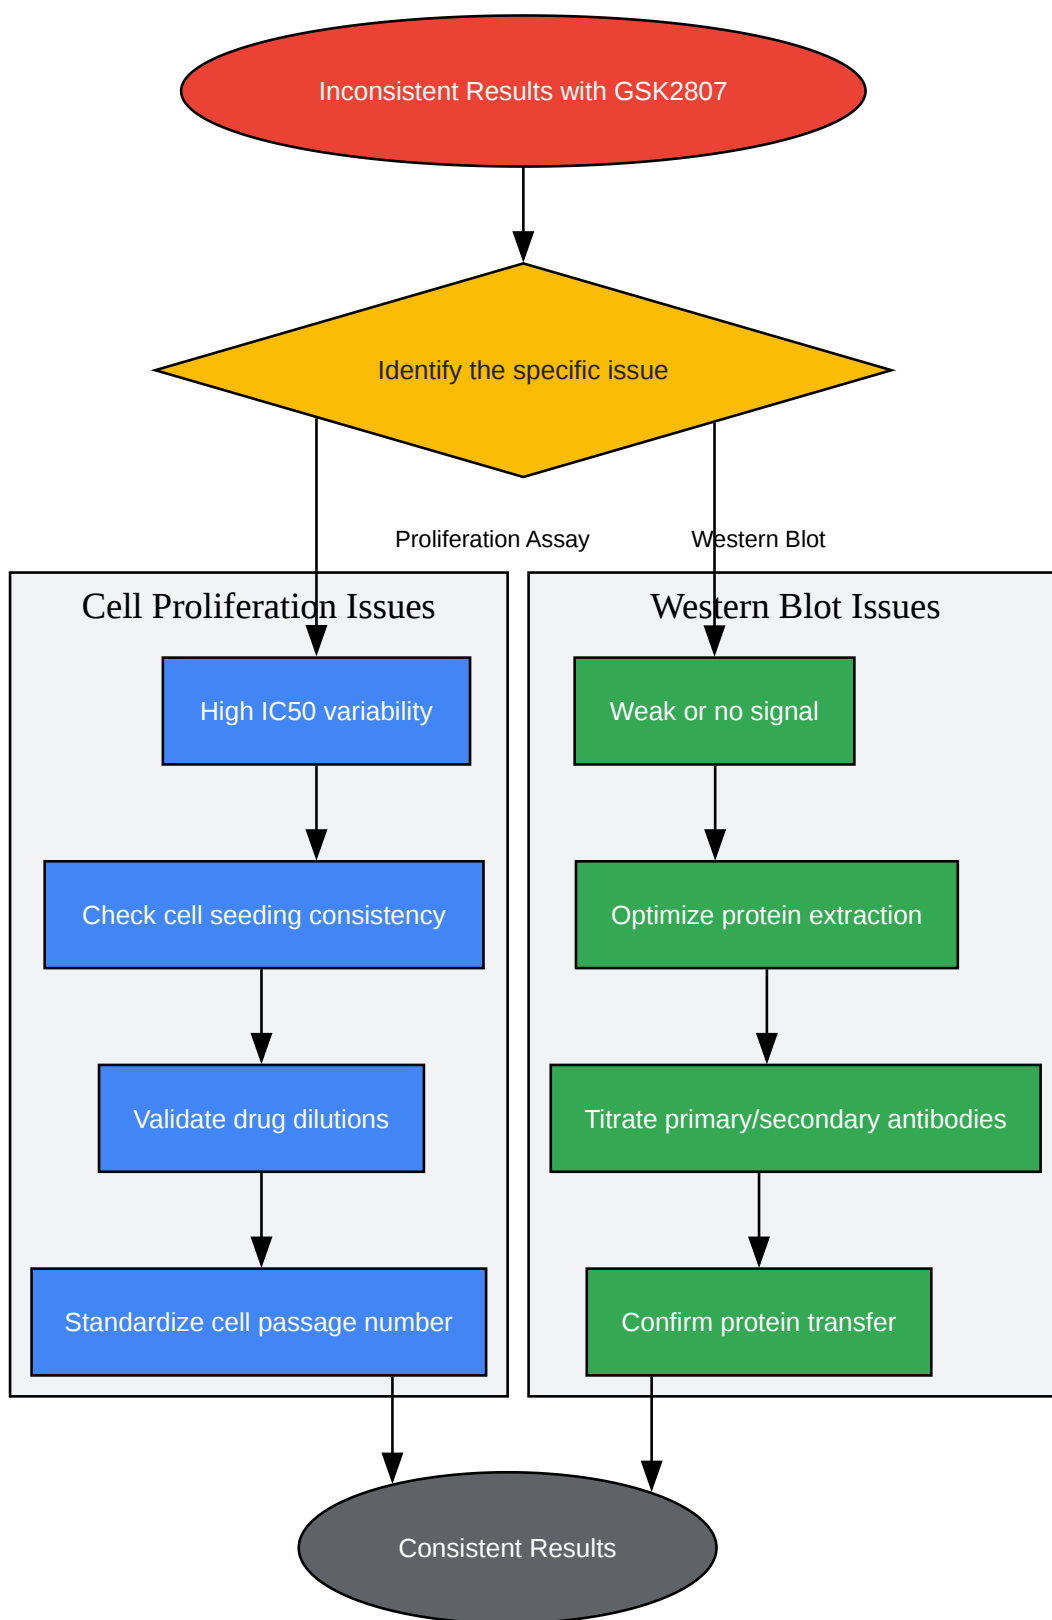 Inconsistent Results with GSK2807
Identify the specific issue
Proliferation Assay
Western Blot
Cell Proliferation Issues
High IC50 variability
Check cell seeding consistency
Validate drug dilutions
Standardize cell passage number
Western Blot Issues
Weak or no signal
Optimize protein extraction
Titrate primary/secondary antibodies
Confirm protein transfer
Consistent Results